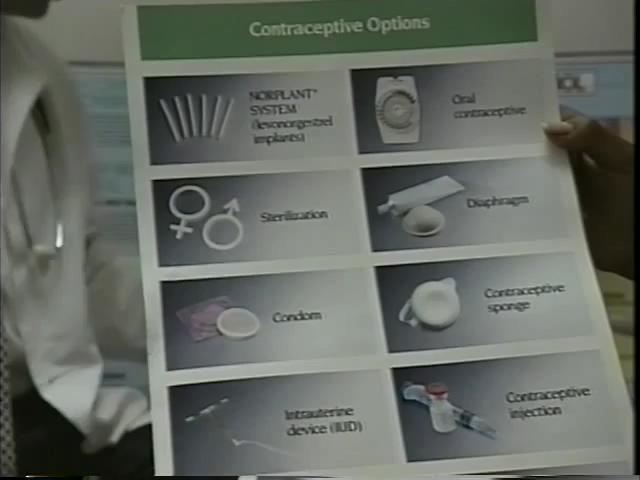 Contraceptive Options
NORPLANT®
SYSTEM
(levonorgestrel
implants)
Oral
contraceptive
Sterilization
Diaphragm
Condom
Contraceptive
sponge
Intrauterine
device (IUD)
Contraceptive
injection